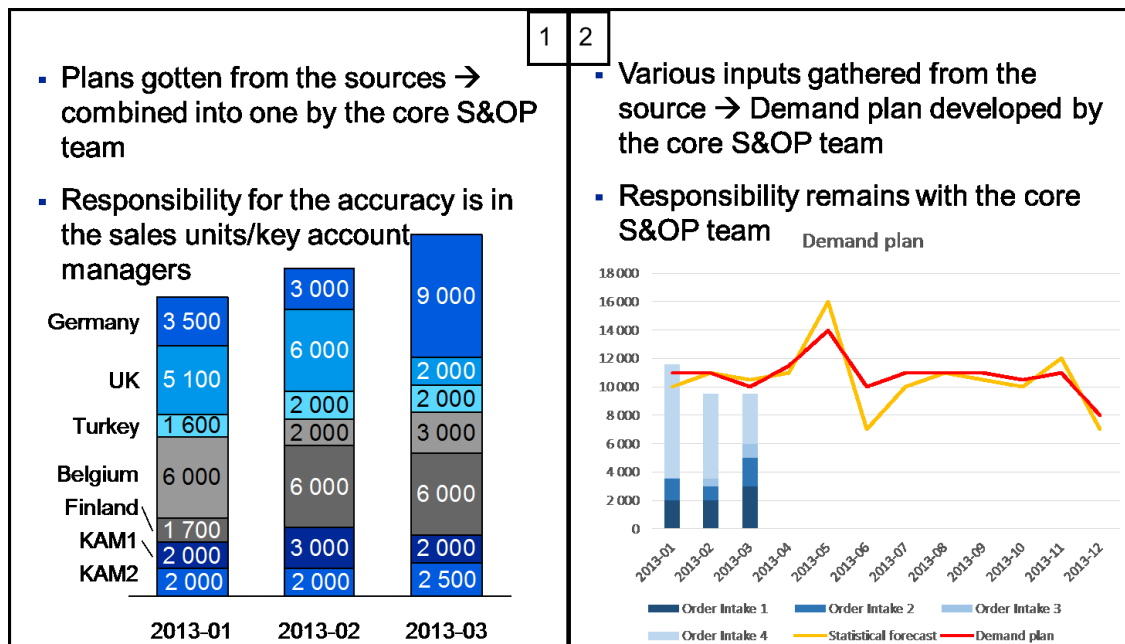 1
2
▪ Plans gotten from the sources →
combined into one by the core S&OP
team
▪ Responsibility for the accuracy is in
the sales units/key account
managers
Germany
UK
Turkey
Belgium
Finland
KAM1
KAM2
3 500
5 100
1 600
6 000
1 700
2 000
2 000
3 000
6 000
2 000
2 000
6 000
3 000
2 000
9 000
2 000
2 000
3 000
6 000
2 000
2 500
2013-01 2013-02 2013-03
▪ Various inputs gathered from the
source → Demand plan developed by
the core S&OP team
▪ Responsibility remains with the core
S&OP team
Demand plan
18 000
16 000
14 000
12 000
10 000
8 000
6 000
4 000
2 000
0
2013-01 2013-02 2013-03 2013-04 2013-05 2013-06 2013-07 2013-08 2013-09 2013-10 2013-11 2013-12
Order Intake 1 Order Intake 2 Order Intake 3
Order Intake 4 Statistical forecast Demand plan